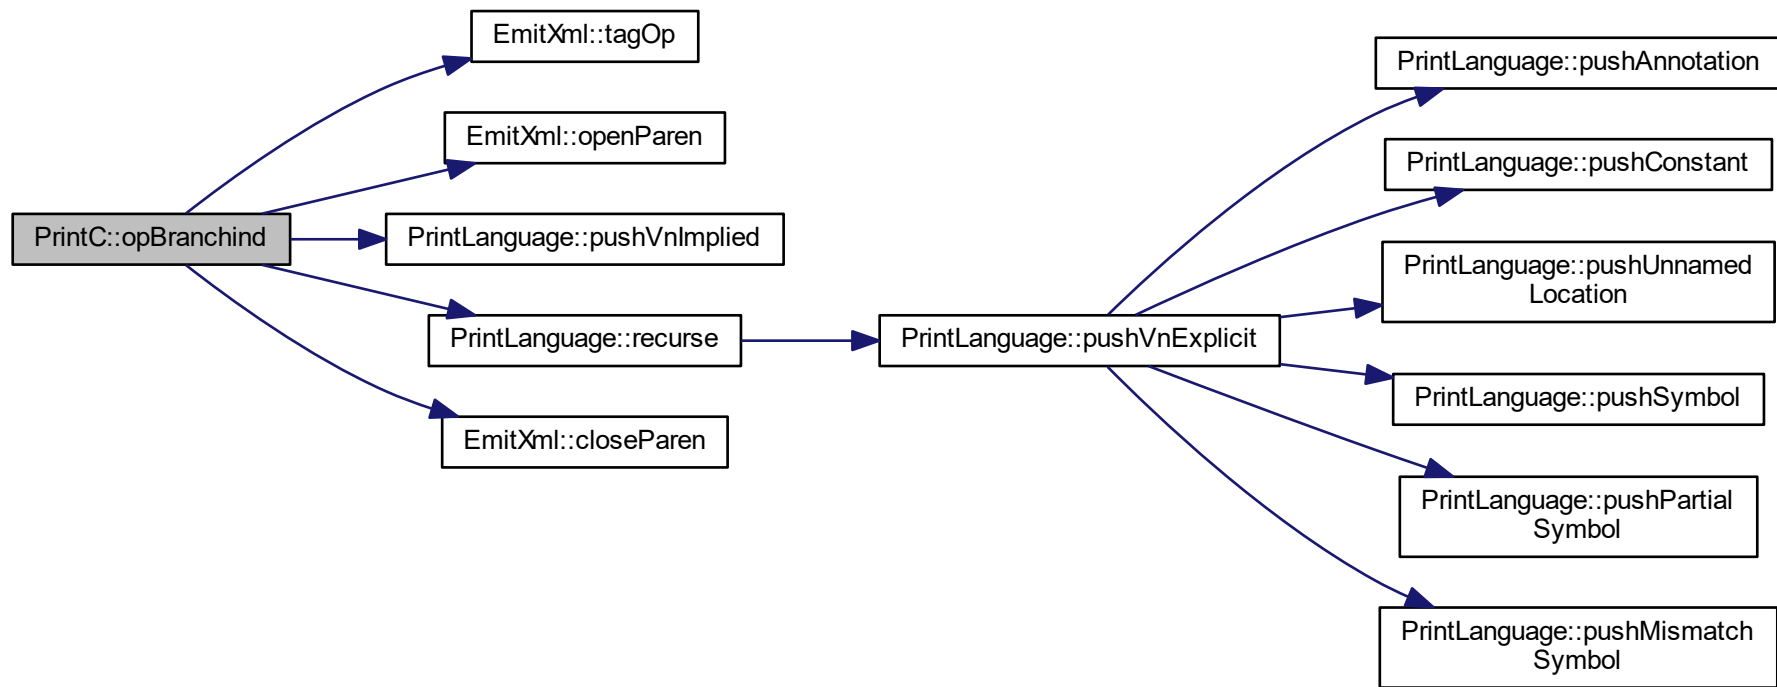 PrintC::opBranchind
EmitXml::tagOp
EmitXml::openParen
PrintLanguage::pushVnImplied
PrintLanguage::recurse
EmitXml::closeParen
PrintLanguage::pushVnExplicit
PrintLanguage::pushAnnotation
PrintLanguage::pushConstant
PrintLanguage::pushUnnamed
Location
PrintLanguage::pushSymbol
PrintLanguage::pushPartial
Symbol
PrintLanguage::pushMismatch
Symbol